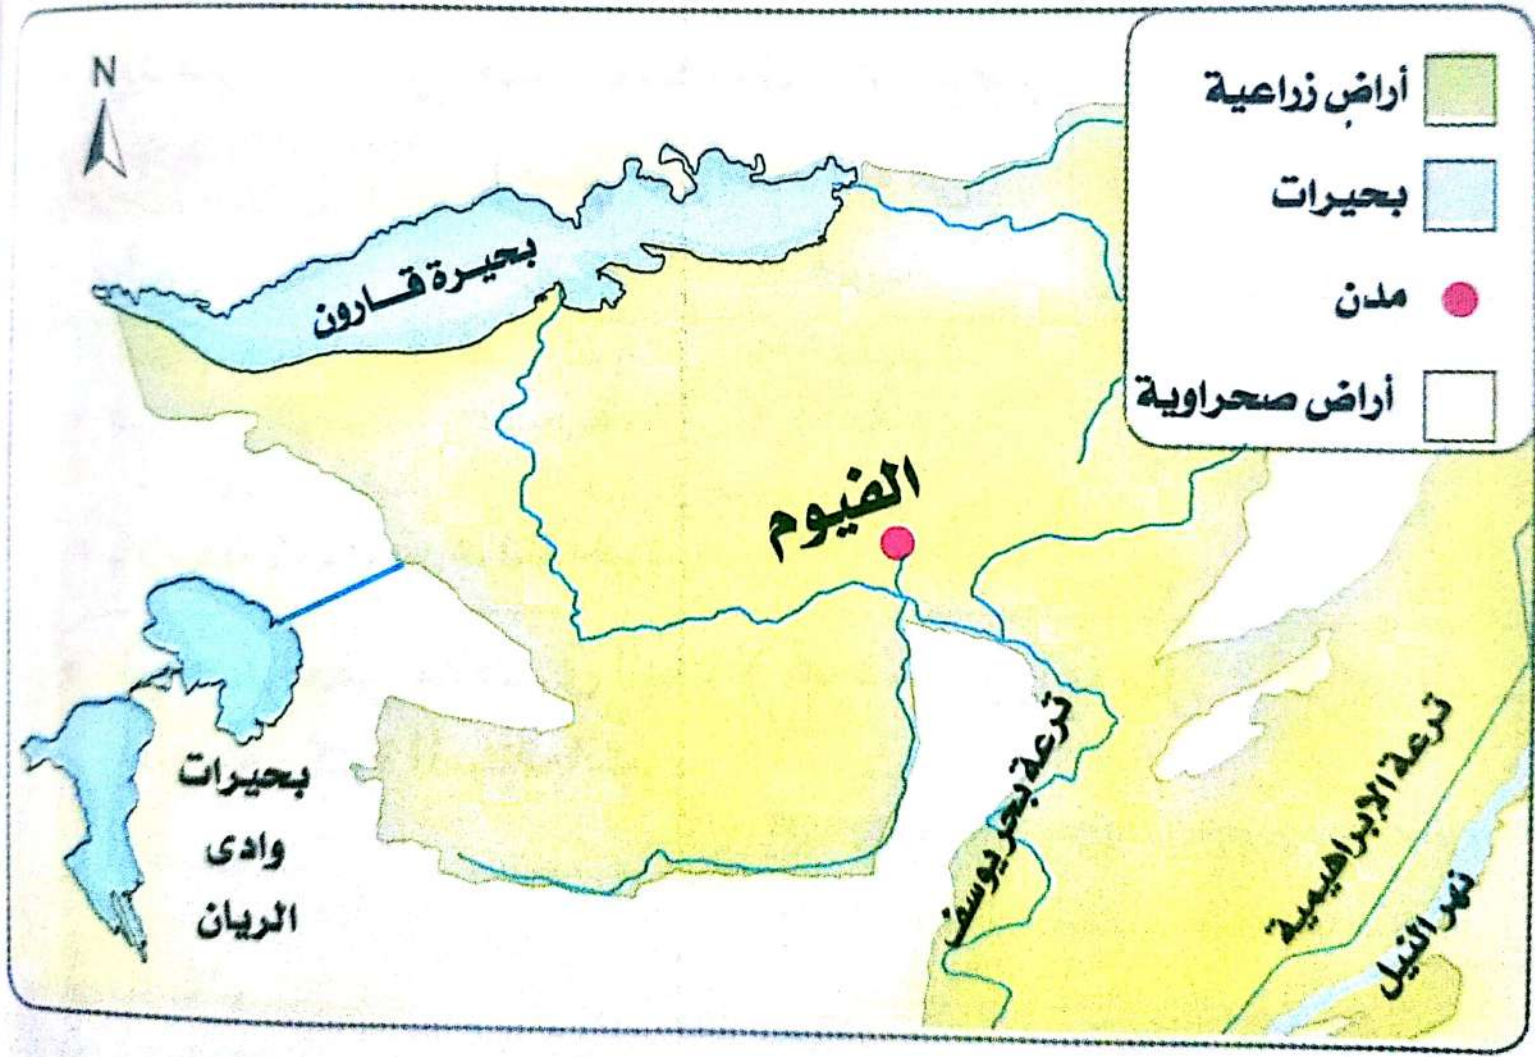 N
أراضٍ زراعية
بحيرات
مدن
أراض صحراوية
بحيرة قارون
الفيوم
بحيرات
وادى
الريان
ترعة بحر يوسف
ترعة الإبراهيمية
نهر النيل